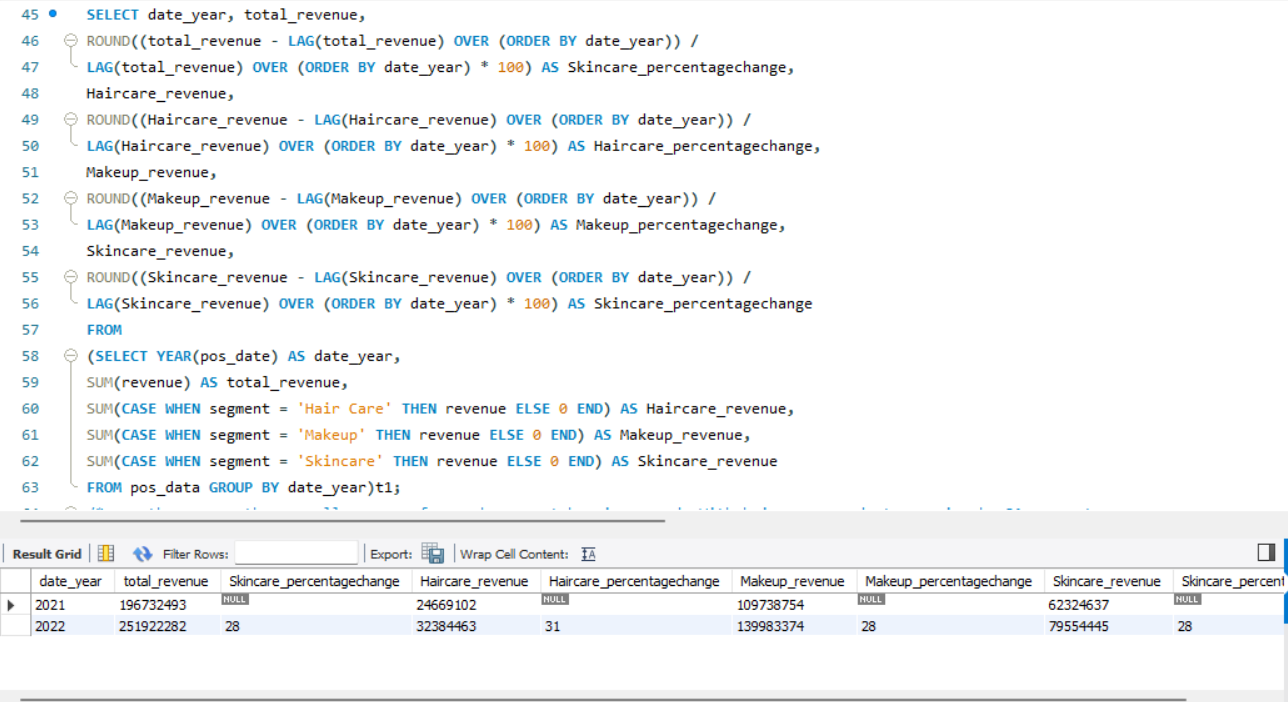 45 SELECT date_year, total_revenue,
46 ROUND((total_revenue - LAG(total_revenue) OVER (ORDER BY date_year)) /
47 LAG(total_revenue) OVER (ORDER BY date_year) * 100) AS Skincare_percentagechange,
48 Haircare_revenue,
49 ROUND((Haircare_revenue - LAG(Haircare_revenue) OVER (ORDER BY date_year)) /
50 LAG(Haircare_revenue) OVER (ORDER BY date_year) * 100) AS Haircare_percentagechange,
51 Makeup_revenue,
52 ROUND((Makeup_revenue - LAG(Makeup_revenue) OVER (ORDER BY date_year)) /
53 LAG(Makeup_revenue) OVER (ORDER BY date_year) * 100) AS Makeup_percentagechange,
54 Skincare_revenue,
55 ROUND((Skincare_revenue - LAG(Skincare_revenue) OVER (ORDER BY date_year)) /
56 LAG(Skincare_revenue) OVER (ORDER BY date_year) * 100) AS Skincare_percentagechange
57 FROM
58 (SELECT YEAR(pos_date) AS date_year,
59 SUM(revenue) AS total_revenue,
60 SUM(CASE WHEN segment = 'Hair Care' THEN revenue ELSE 0 END) AS Haircare_revenue,
61 SUM(CASE WHEN segment = 'Makeup' THEN revenue ELSE 0 END) AS Makeup_revenue,
62 SUM(CASE WHEN segment = 'Skincare' THEN revenue ELSE 0 END) AS Skincare_revenue
63 FROM pos_data GROUP BY date_year)t1;
Result Grid Filter Rows: Export: Wrap Cell Content:
date_year total_revenue Skincare_percentagechange Haircare_revenue Haircare_percentagechange Makeup_revenue Makeup_percentagechange Skincare_revenue Skincare_percent
2021 196732493 NULL 24669102 NULL 109738754 NULL 62324637 NULL
2022 251922282 28 32384463 31 139983374 28 79554445 28